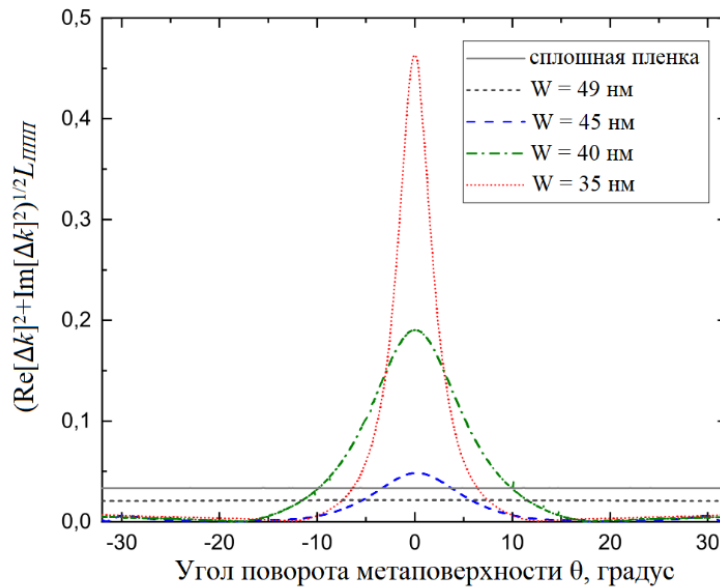 0,5
0,4
0,3
0,2
0,1
0,0
(Re[Δk]²+Im[Δk]²)¹/²L_ППП
сплошная пленка
W = 49 нм
W = 45 нм
W = 40 нм
W = 35 нм
-30 -20 -10 0 10 20 30
Угол поворота метаповерхности θ, градус